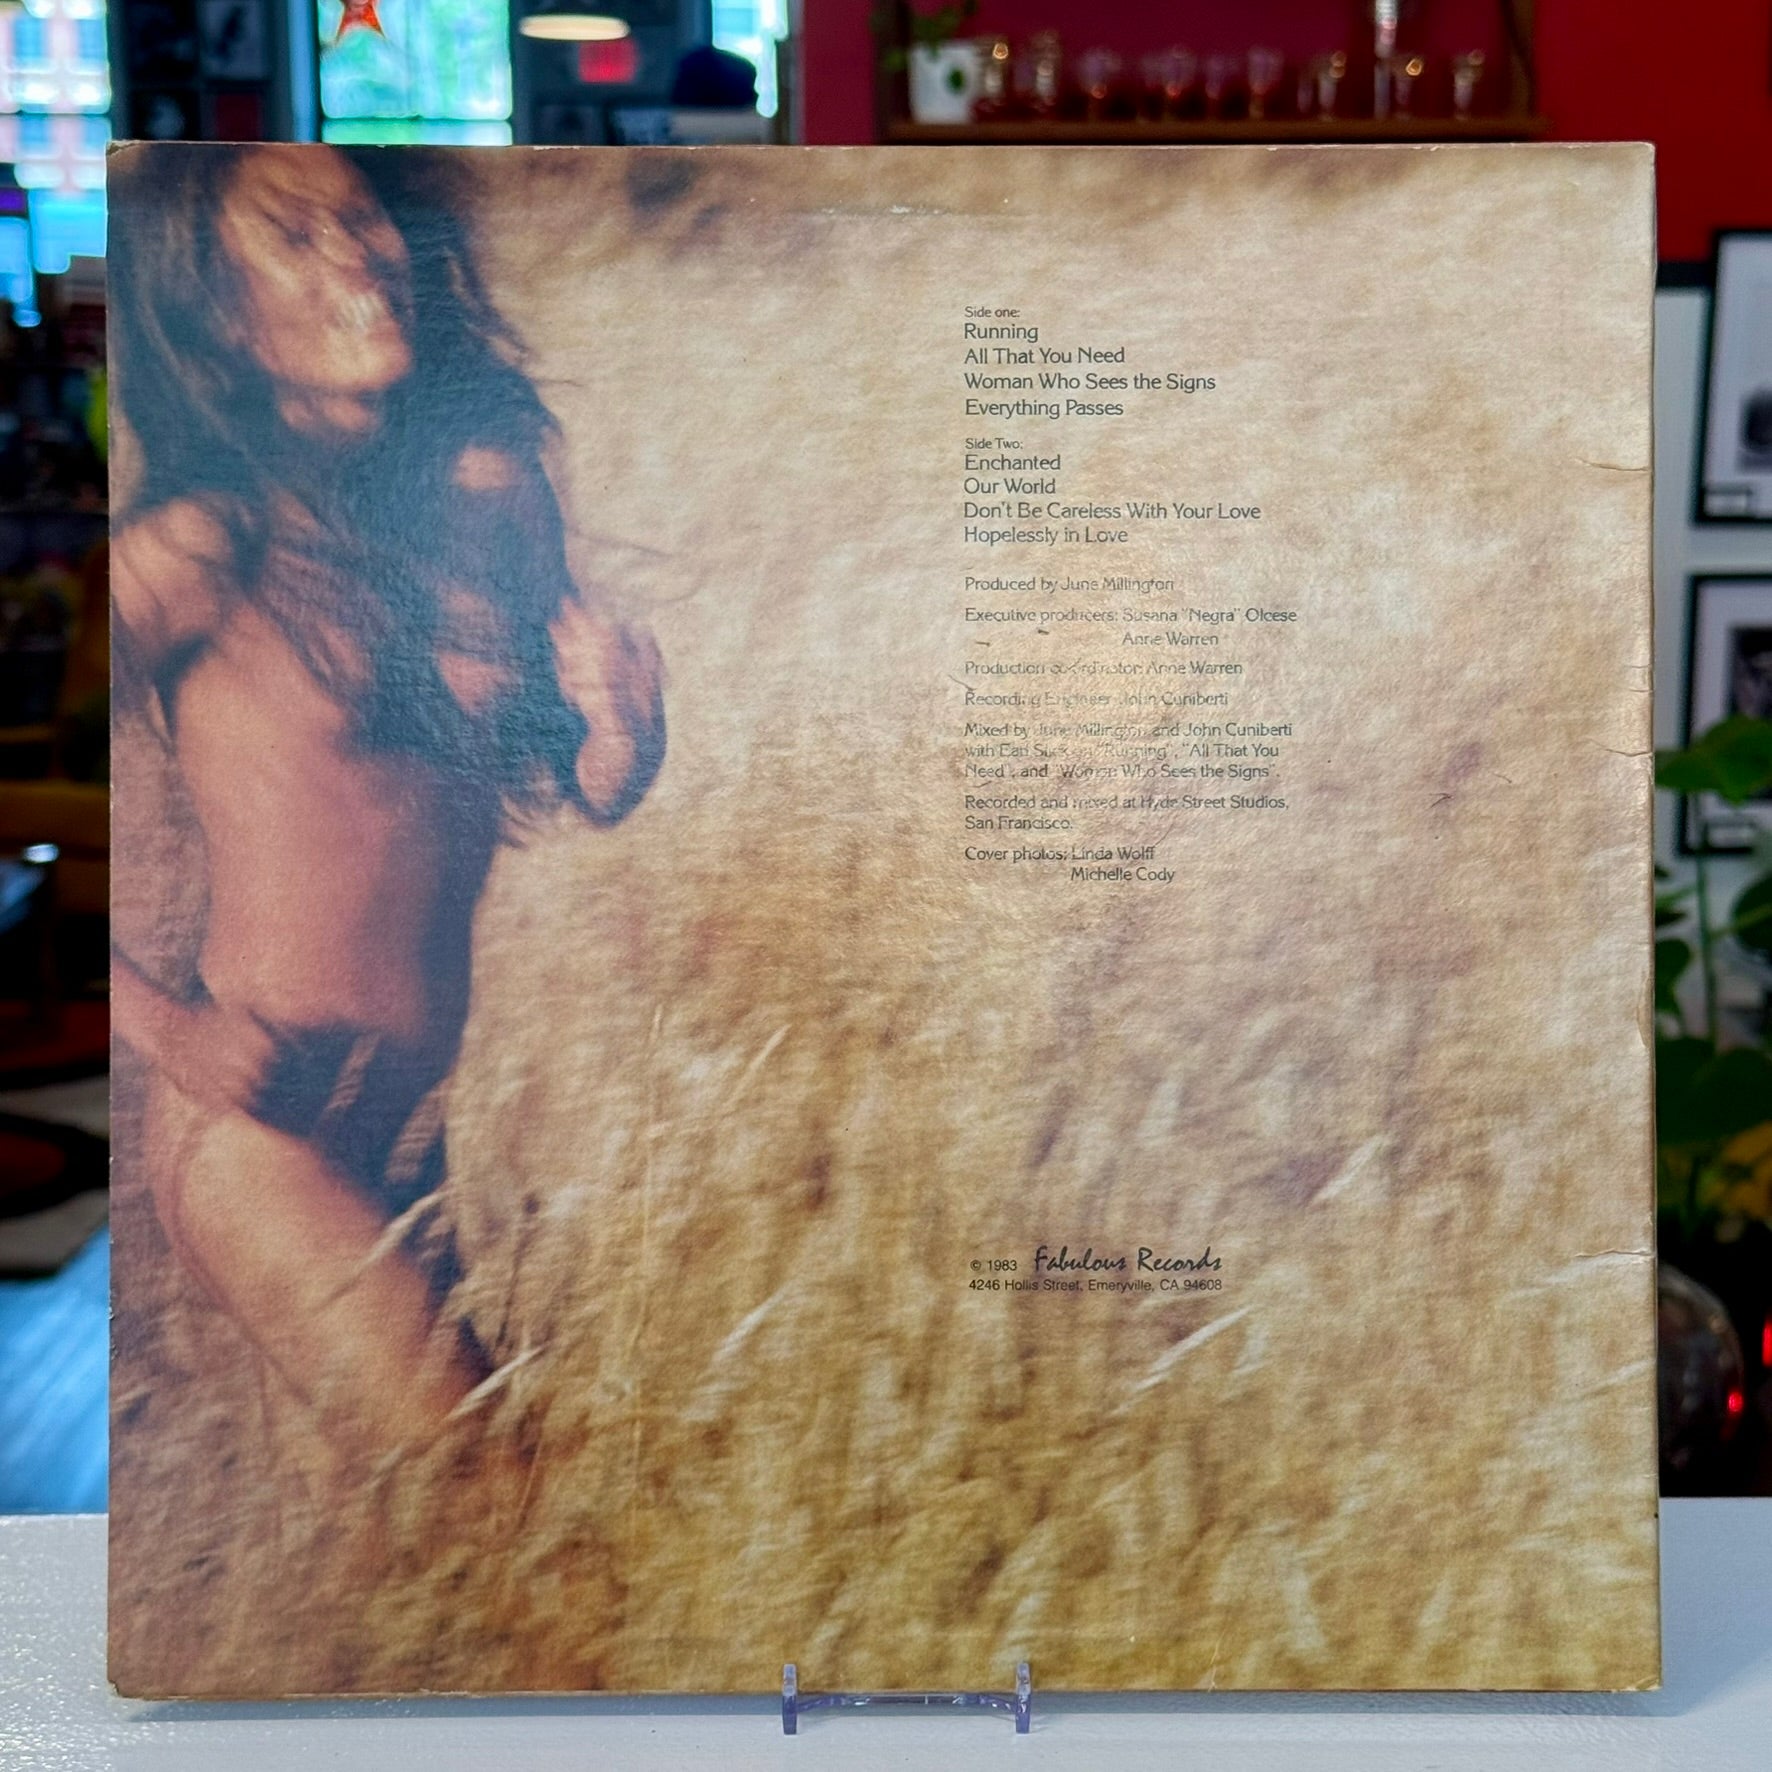 Side one:
Running
All That You Need
Woman Who Sees the Signs
Everything Passes
Side Two:
Enchanted
Our World
Don't Be Careless With Your Love
Hopelessly in Love
Produced by June Millington
Executive producers: Susana "Negra" Olcese
Anne Warren
Production coordinator: Anne Warren
Recording Engineer: John Cuniberti
Mixed by June Millington and John Cuniberti
with Earl Slick on "Running", "All That You
Need", and "Woman Who Sees the Signs".
Recorded and mixed at Hyde Street Studios,
San Francisco.
Cover photos: Linda Wolff
Michelle Cody
© 1983 Fabulous Records
4246 Hollis Street, Emeryville, CA 94608